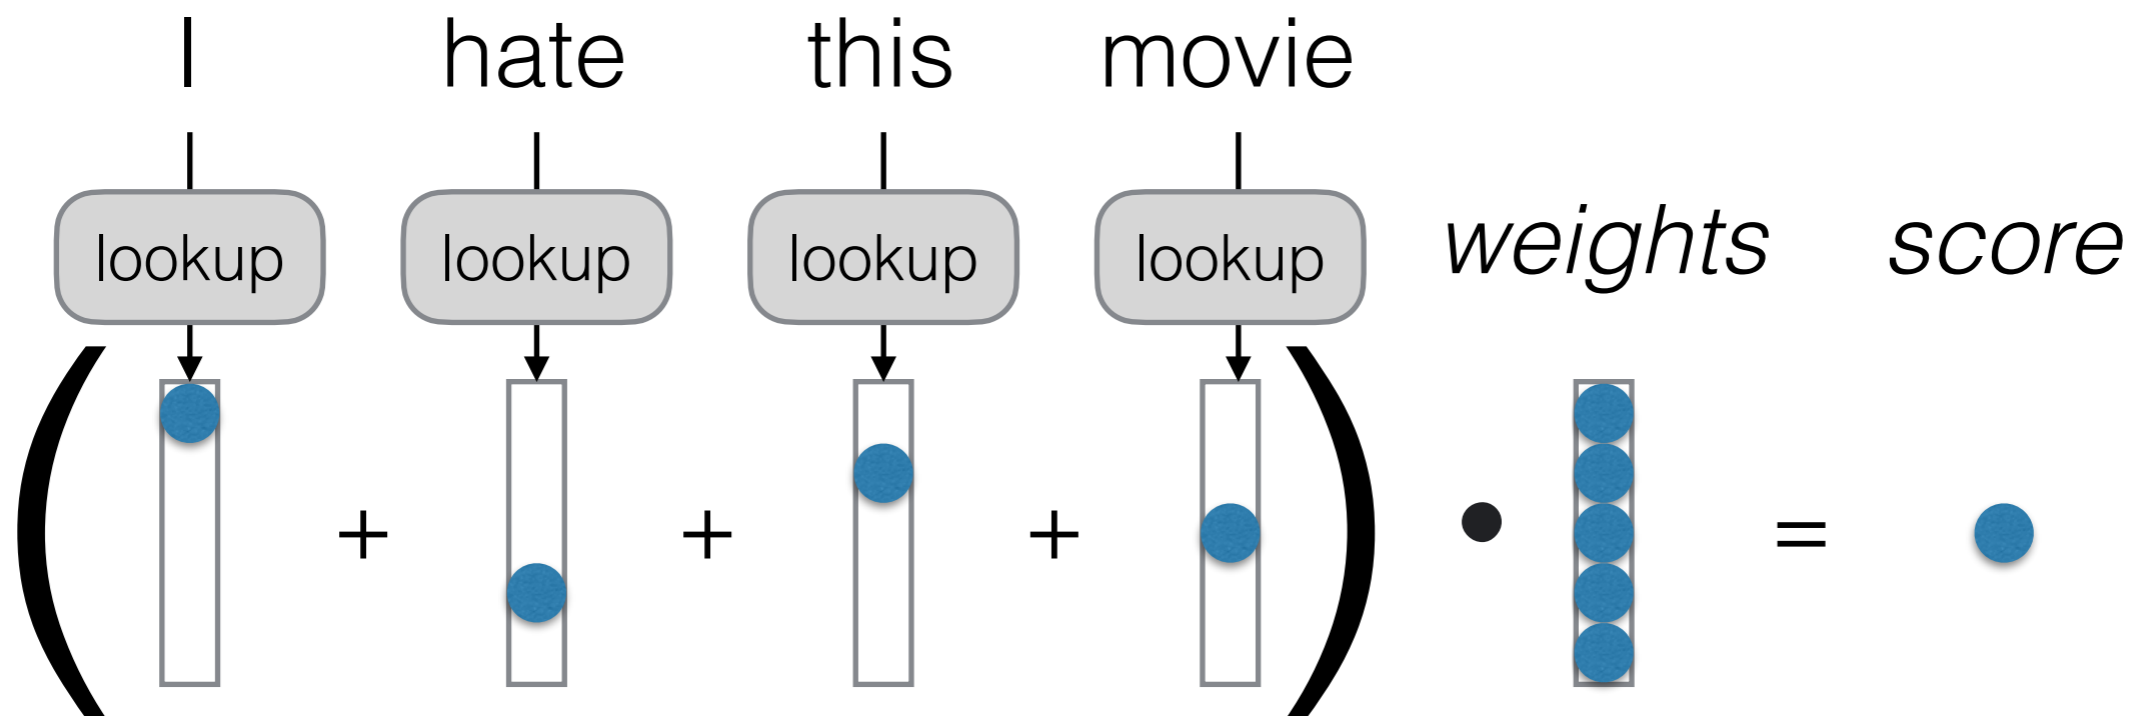 I hate this movie
lookup lookup lookup lookup weights score
( + + + ) • =